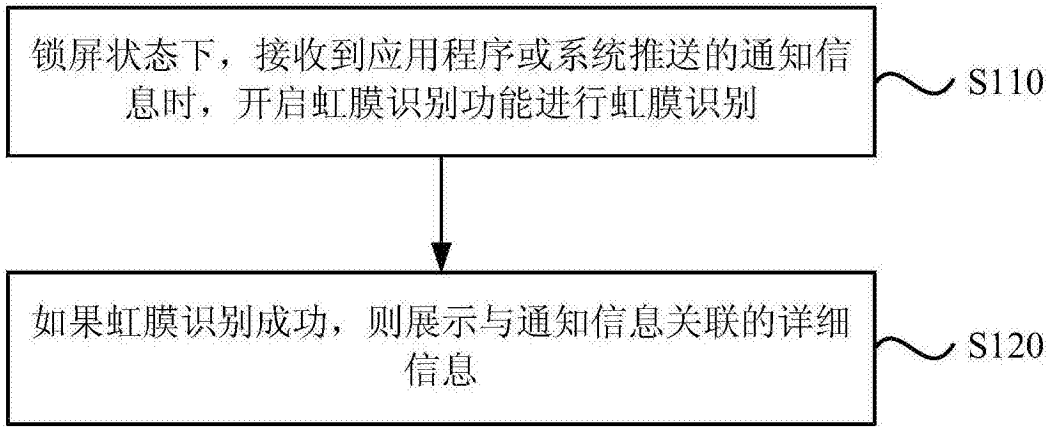 锁屏状态下，接收到应用程序或系统推送的通知信
息时，开启虹膜识别功能进行虹膜识别
S110
如果虹膜识别成功，则展示与通知信息关联的详细
信息
S120